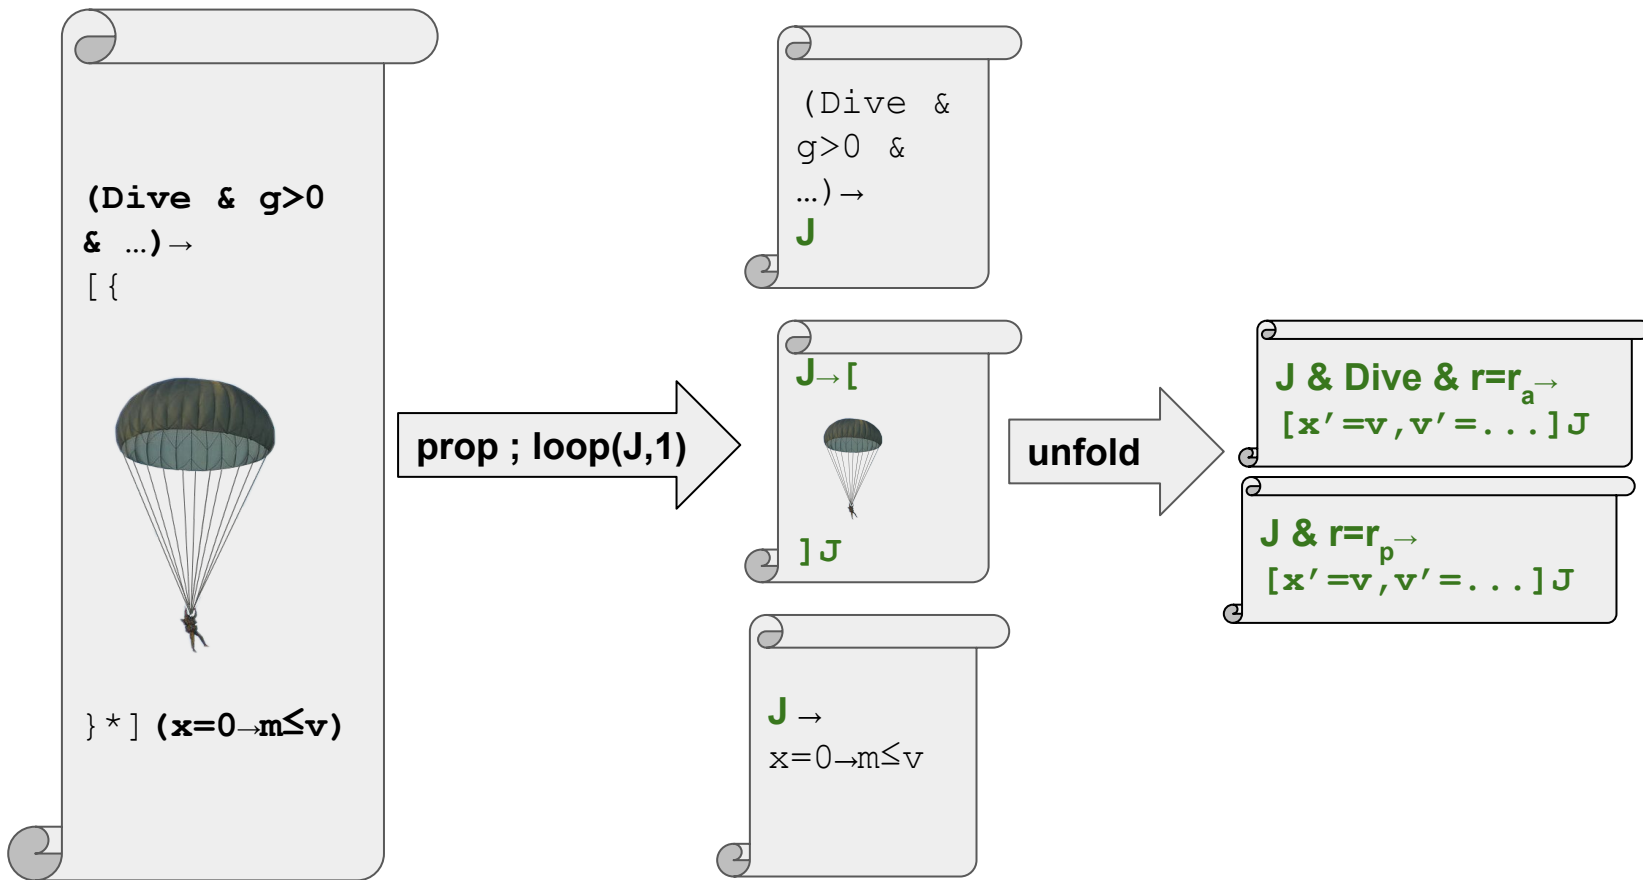 (Dive & g>0
& …)→
[{
}*](x=0→m≤v)
prop ; loop(J,1)
(Dive &
g>0 &
…)→
J
J→[
]J
J →
x=0→m≤v
unfold
J & Dive & r=rₐ→
[x′=v,v′=...]J
J & r=rₚ→
[x′=v,v′=...]J